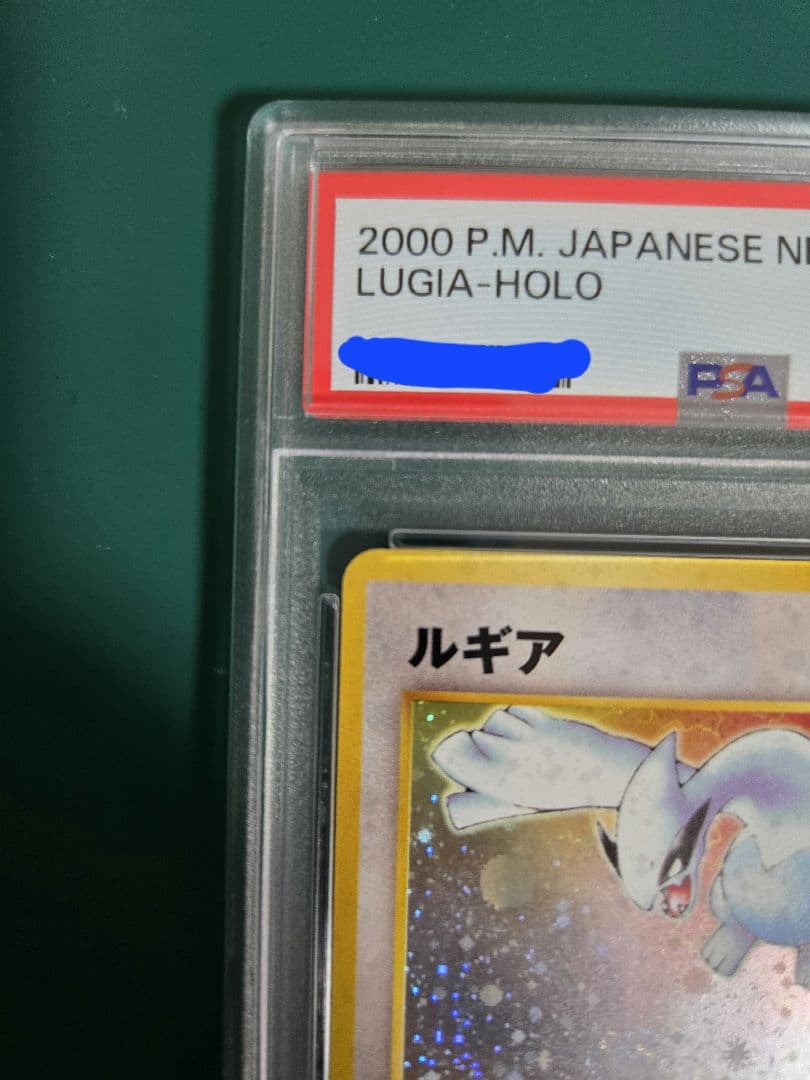 2000 P.M. JAPANESE
LUGIA-HOLO
PSA
ルギア